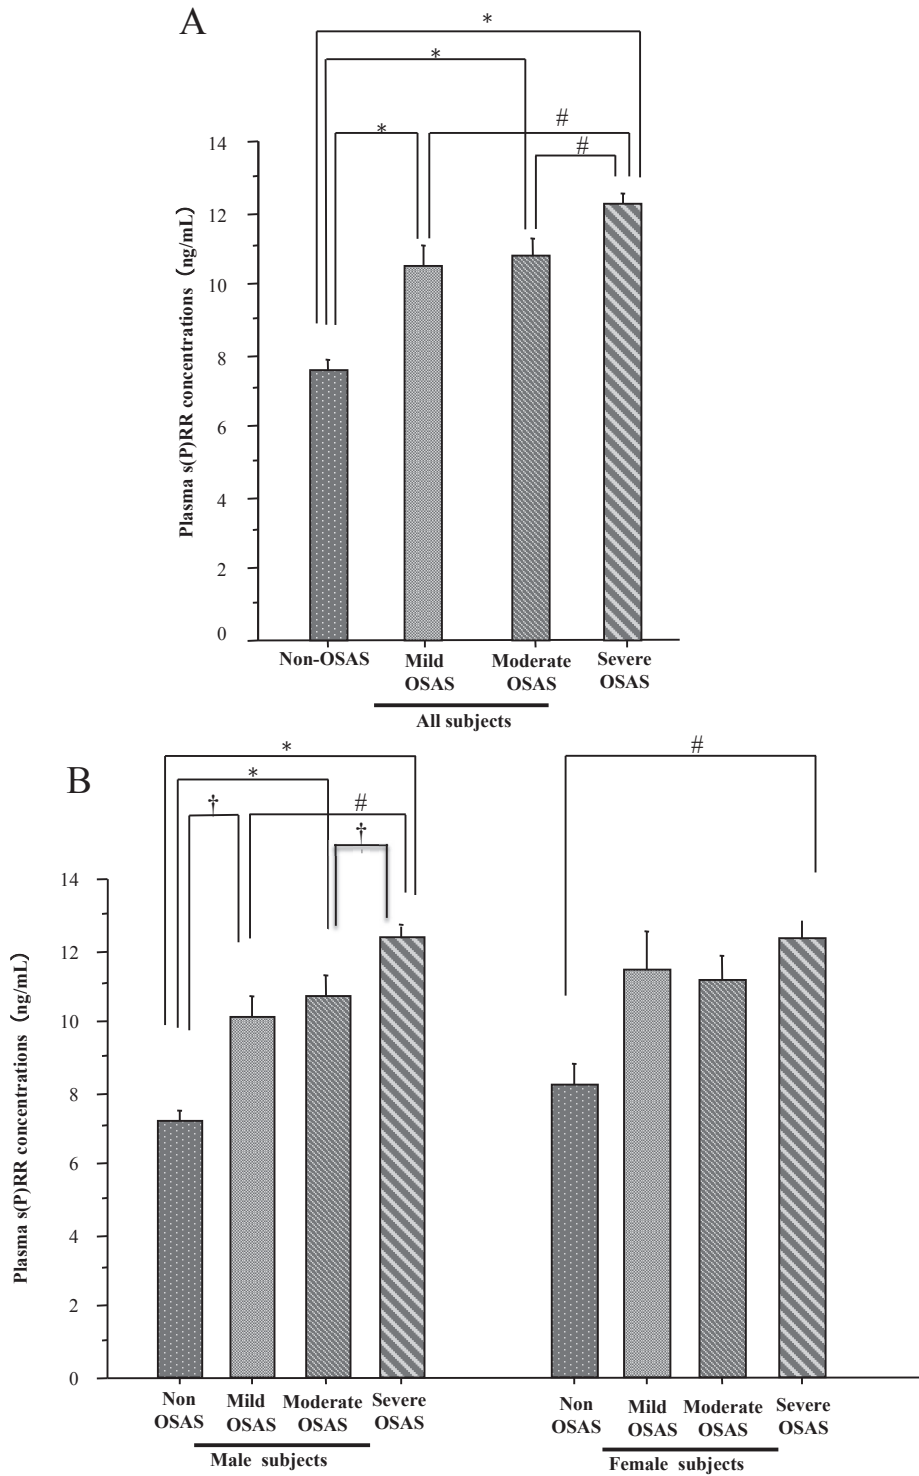 A
*
*
*
#
#
Plasma s(P)RR concentrations (ng/mL)
14
12
10
8
6
4
2
0
Non-OSAS
Mild
OSAS
Moderate
OSAS
Severe
OSAS
All subjects
B
*
*
†
#
†
#
Plasma s(P)RR concentrations (ng/mL)
14
12
10
8
6
4
2
0
Non
OSAS
Mild
OSAS
Moderate
OSAS
Severe
OSAS
Male subjects
Non
OSAS
Mild
OSAS
Moderate
OSAS
Severe
OSAS
Female subjects